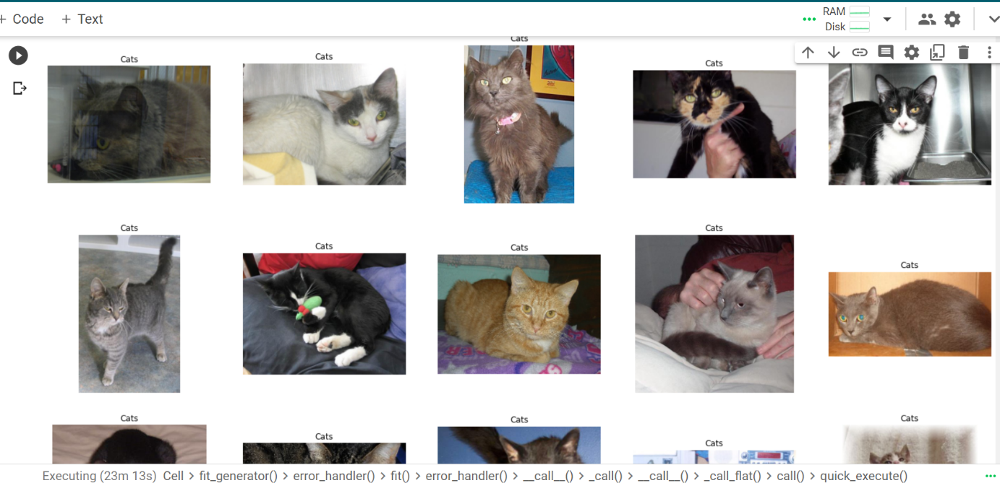 + Code + Text
RAM
Disk
Cats Cats Cats Cats
Cats Cats Cats Cats Cats
Cats Cats Cats Cats Cats
Executing (23m 13s) Cell > fit_generator() > error_handler() > fit() > error_handler() > __call__() > _call() > __call__() > _call_flat() > call() > quick_execute()